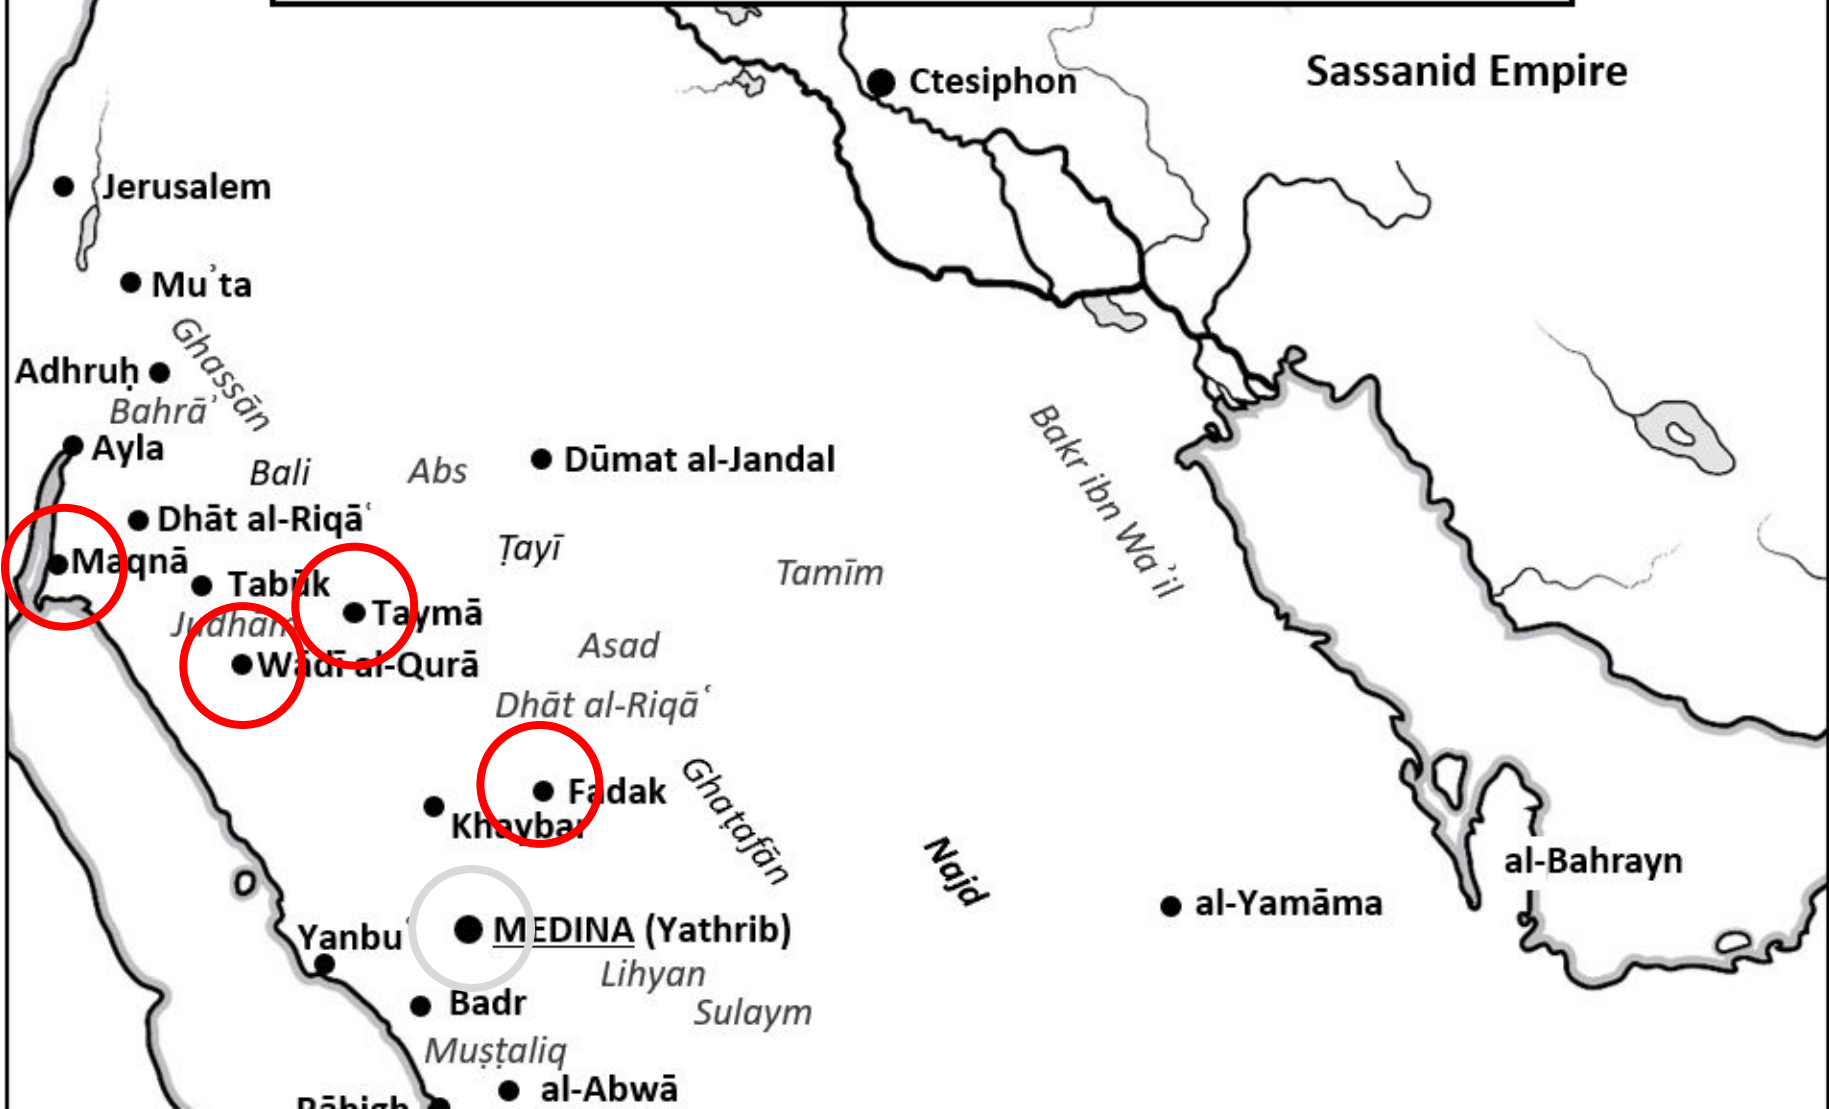 Ctesiphon
Sassanid Empire
Jerusalem
Muʾta
Ghassān
Adhruḥ
Bahrāʾ
Ayla
Bali
Abs
Dūmat al-Jandal
Bakr ibn Waʾil
Dhāt al-Riqāʿ
Maqnā
Tabūk
Ṭayī
Tamīm
Taymā
Judhām
Wādī al-Qurā
Asad
Dhāt al-Riqāʿ
Fadak
Khaybar
Ghaṭafān
Najd
al-Bahrayn
al-Yamāma
Yanbuʿ
MEDINA (Yathrib)
Lihyan
Badr
Sulaym
Muṣṭaliq
al-Abwā
Rābigh